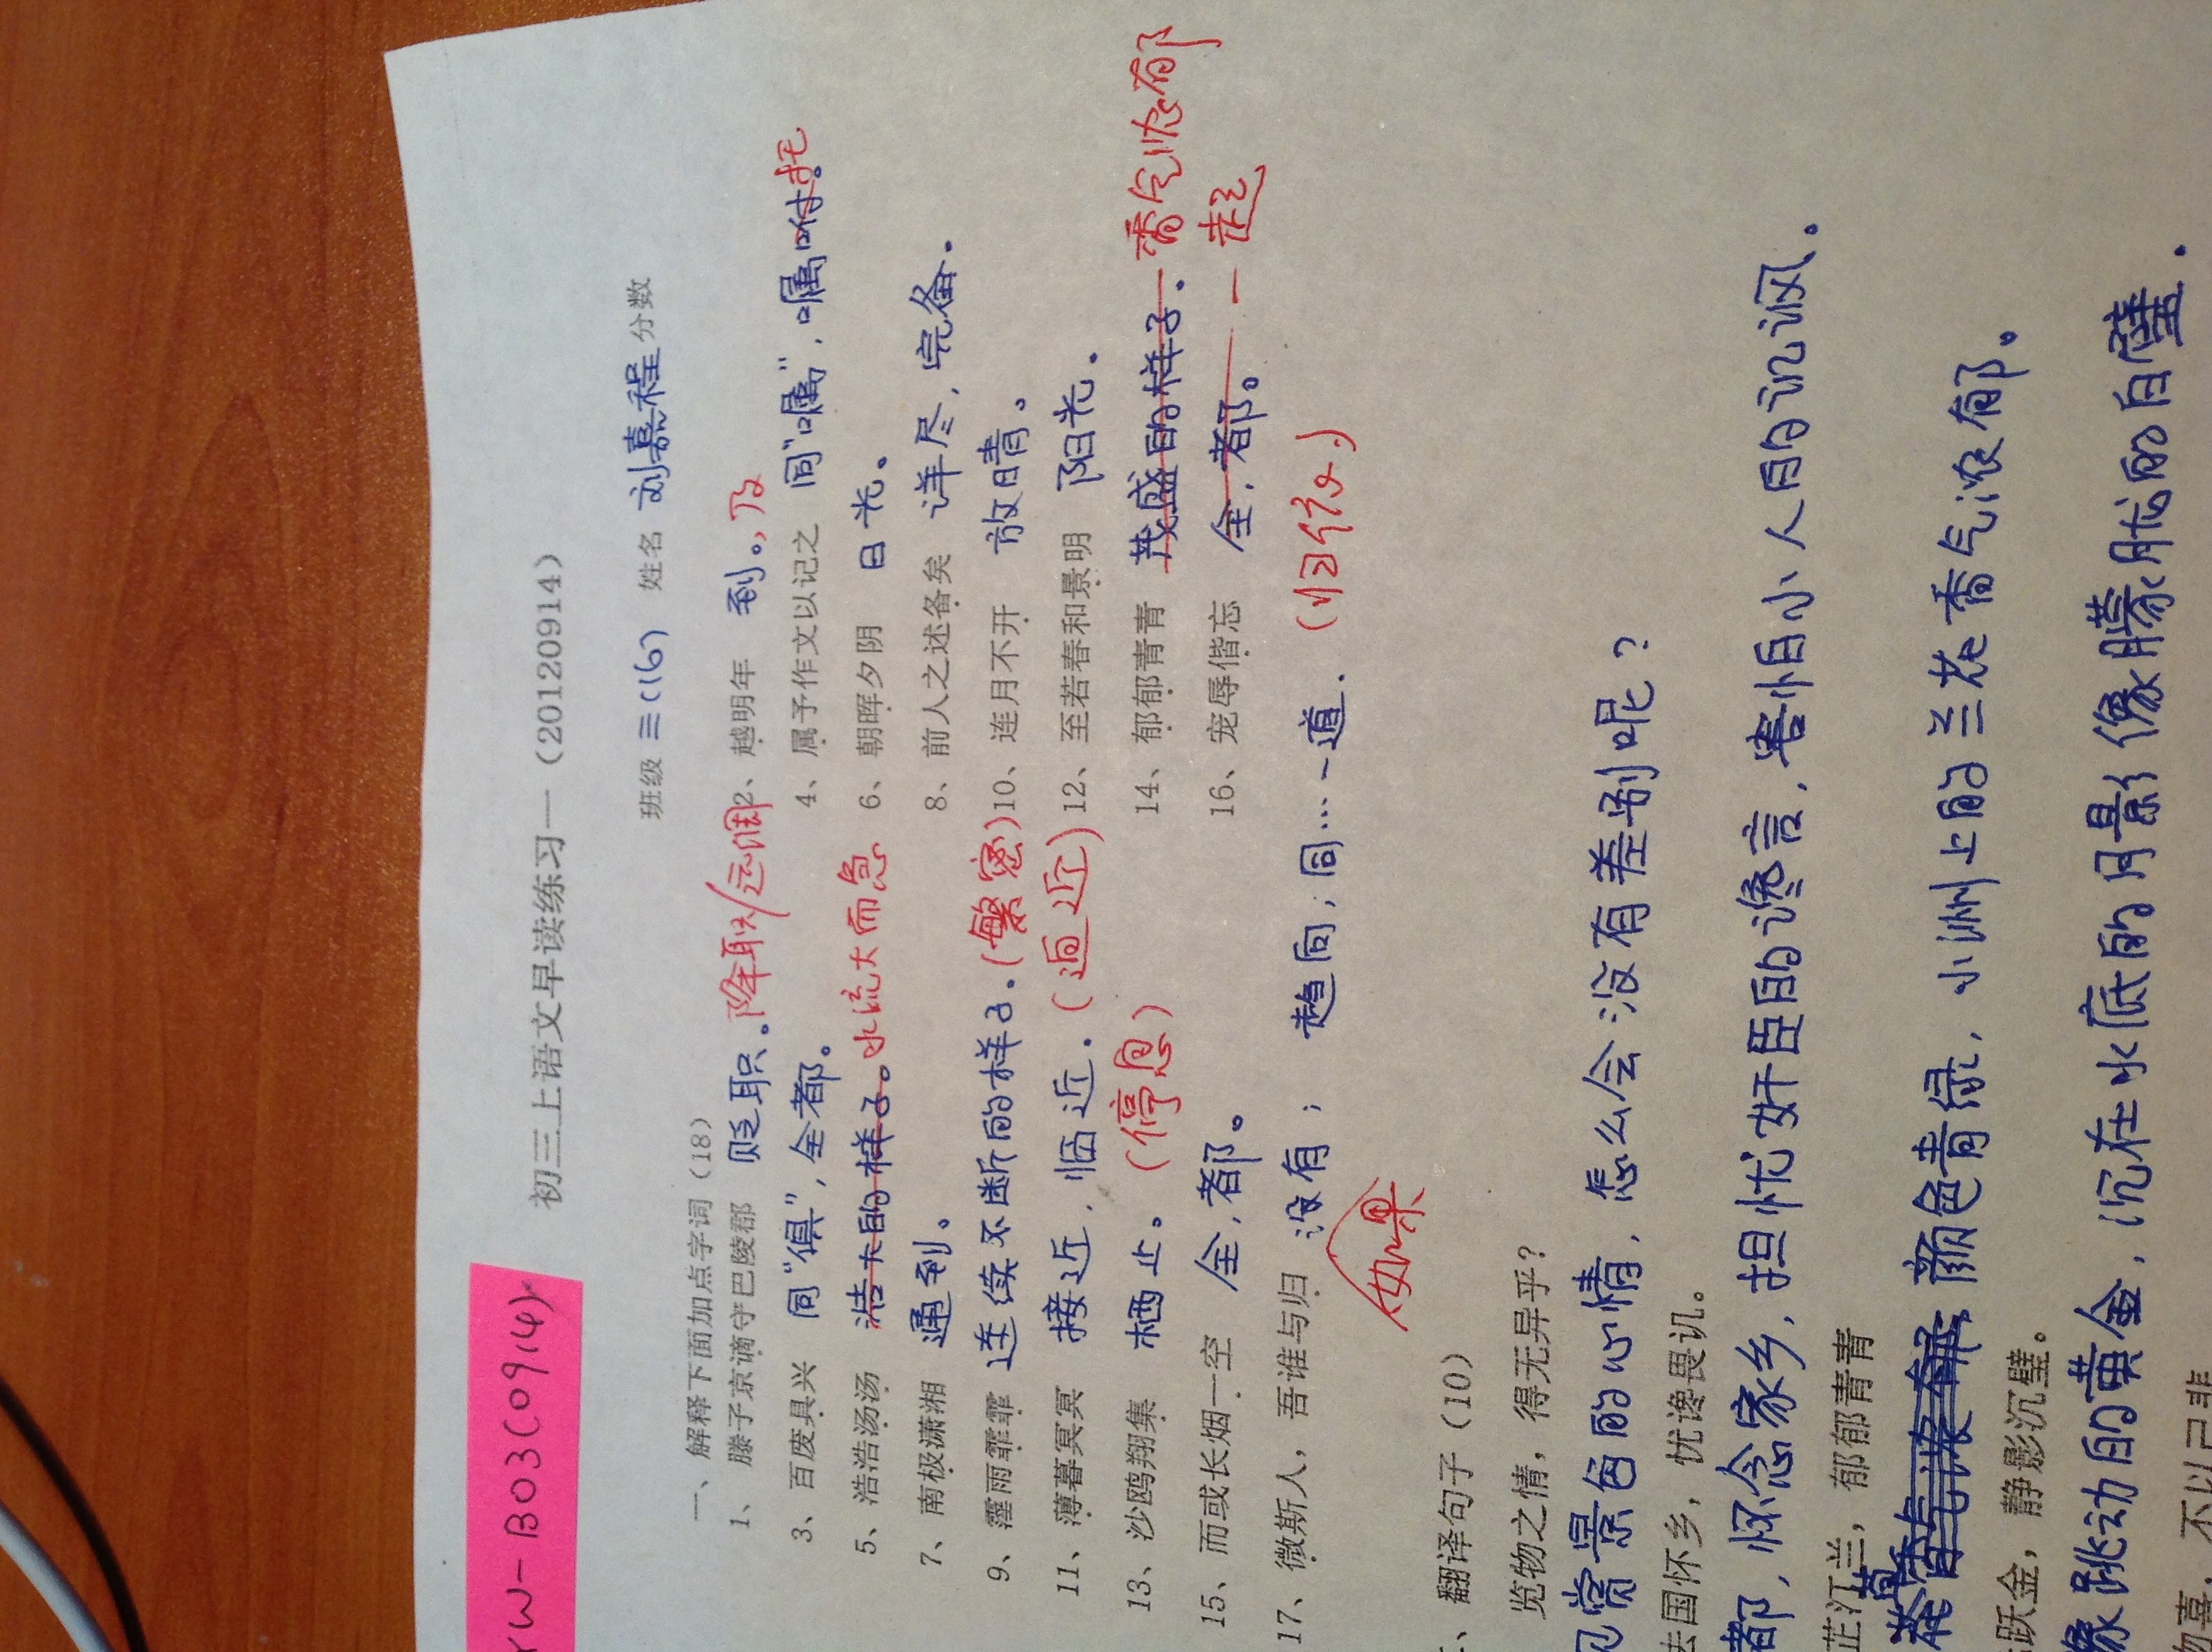 YW-B03(0914)
初三上语文早读练习一（20120914）
班级 三(16) 姓名 刘嘉程 分数
一、解释下面加点字词（18）
1、 滕子京谪守巴陵郡 贬职。降职/远调 2、越明年 到。，及
3、百废具兴 同“俱”，全都。 4、属予作文以记之 同“嘱”，嘱咐。托
5、浩浩汤汤 浩大的样子。水流大而急 6、朝晖夕阴 日光。
7、南极潇湘 通到。 8、前人之述备矣 详尽，完备。
9、霪雨霏霏 连续不断的样子。(繁密) 10、连月不开 放晴。
11、薄暮冥冥 接近，临近.(迫近) 12、至若春和景明 阳光。
13、沙鸥翔集 栖止。(停息) 14、郁郁青青 茂盛的样子.香气浓郁
15、而或长烟一空 全，都。 16、宠辱偕忘 全，都。一起
17、微斯人，吾谁与归 没有； 趋向；同…一道.(归依.)
如果
、翻译句子（10）
览物之情，得无异乎？
赏景色的心情，怎么会没有差别呢？
去国怀乡，忧谗畏讥。
都，怀念家乡，担忧奸臣的谗言，害怕小人的讥讽。
芷汀兰，郁郁青青
草
花香气浓郁 颜色青绿，小洲上的兰花香气浓郁。
跃金，静影沉璧。
像跳动的黄金，沉在水底的月影像朦胧的白璧.
物喜，不以己悲